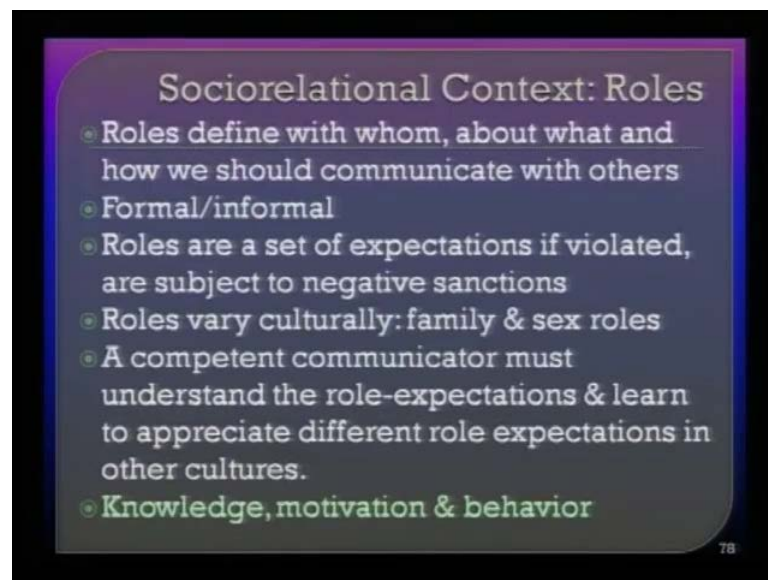 Sociorelational Context: Roles
Roles define with whom, about what and
how we should communicate with others
Formal/informal
Roles are a set of expectations if violated,
are subject to negative sanctions
Roles vary culturally: family & sex roles
A competent communicator must
understand the role-expectations & learn
to appreciate different role expectations in
other cultures.
Knowledge, motivation & behavior
78